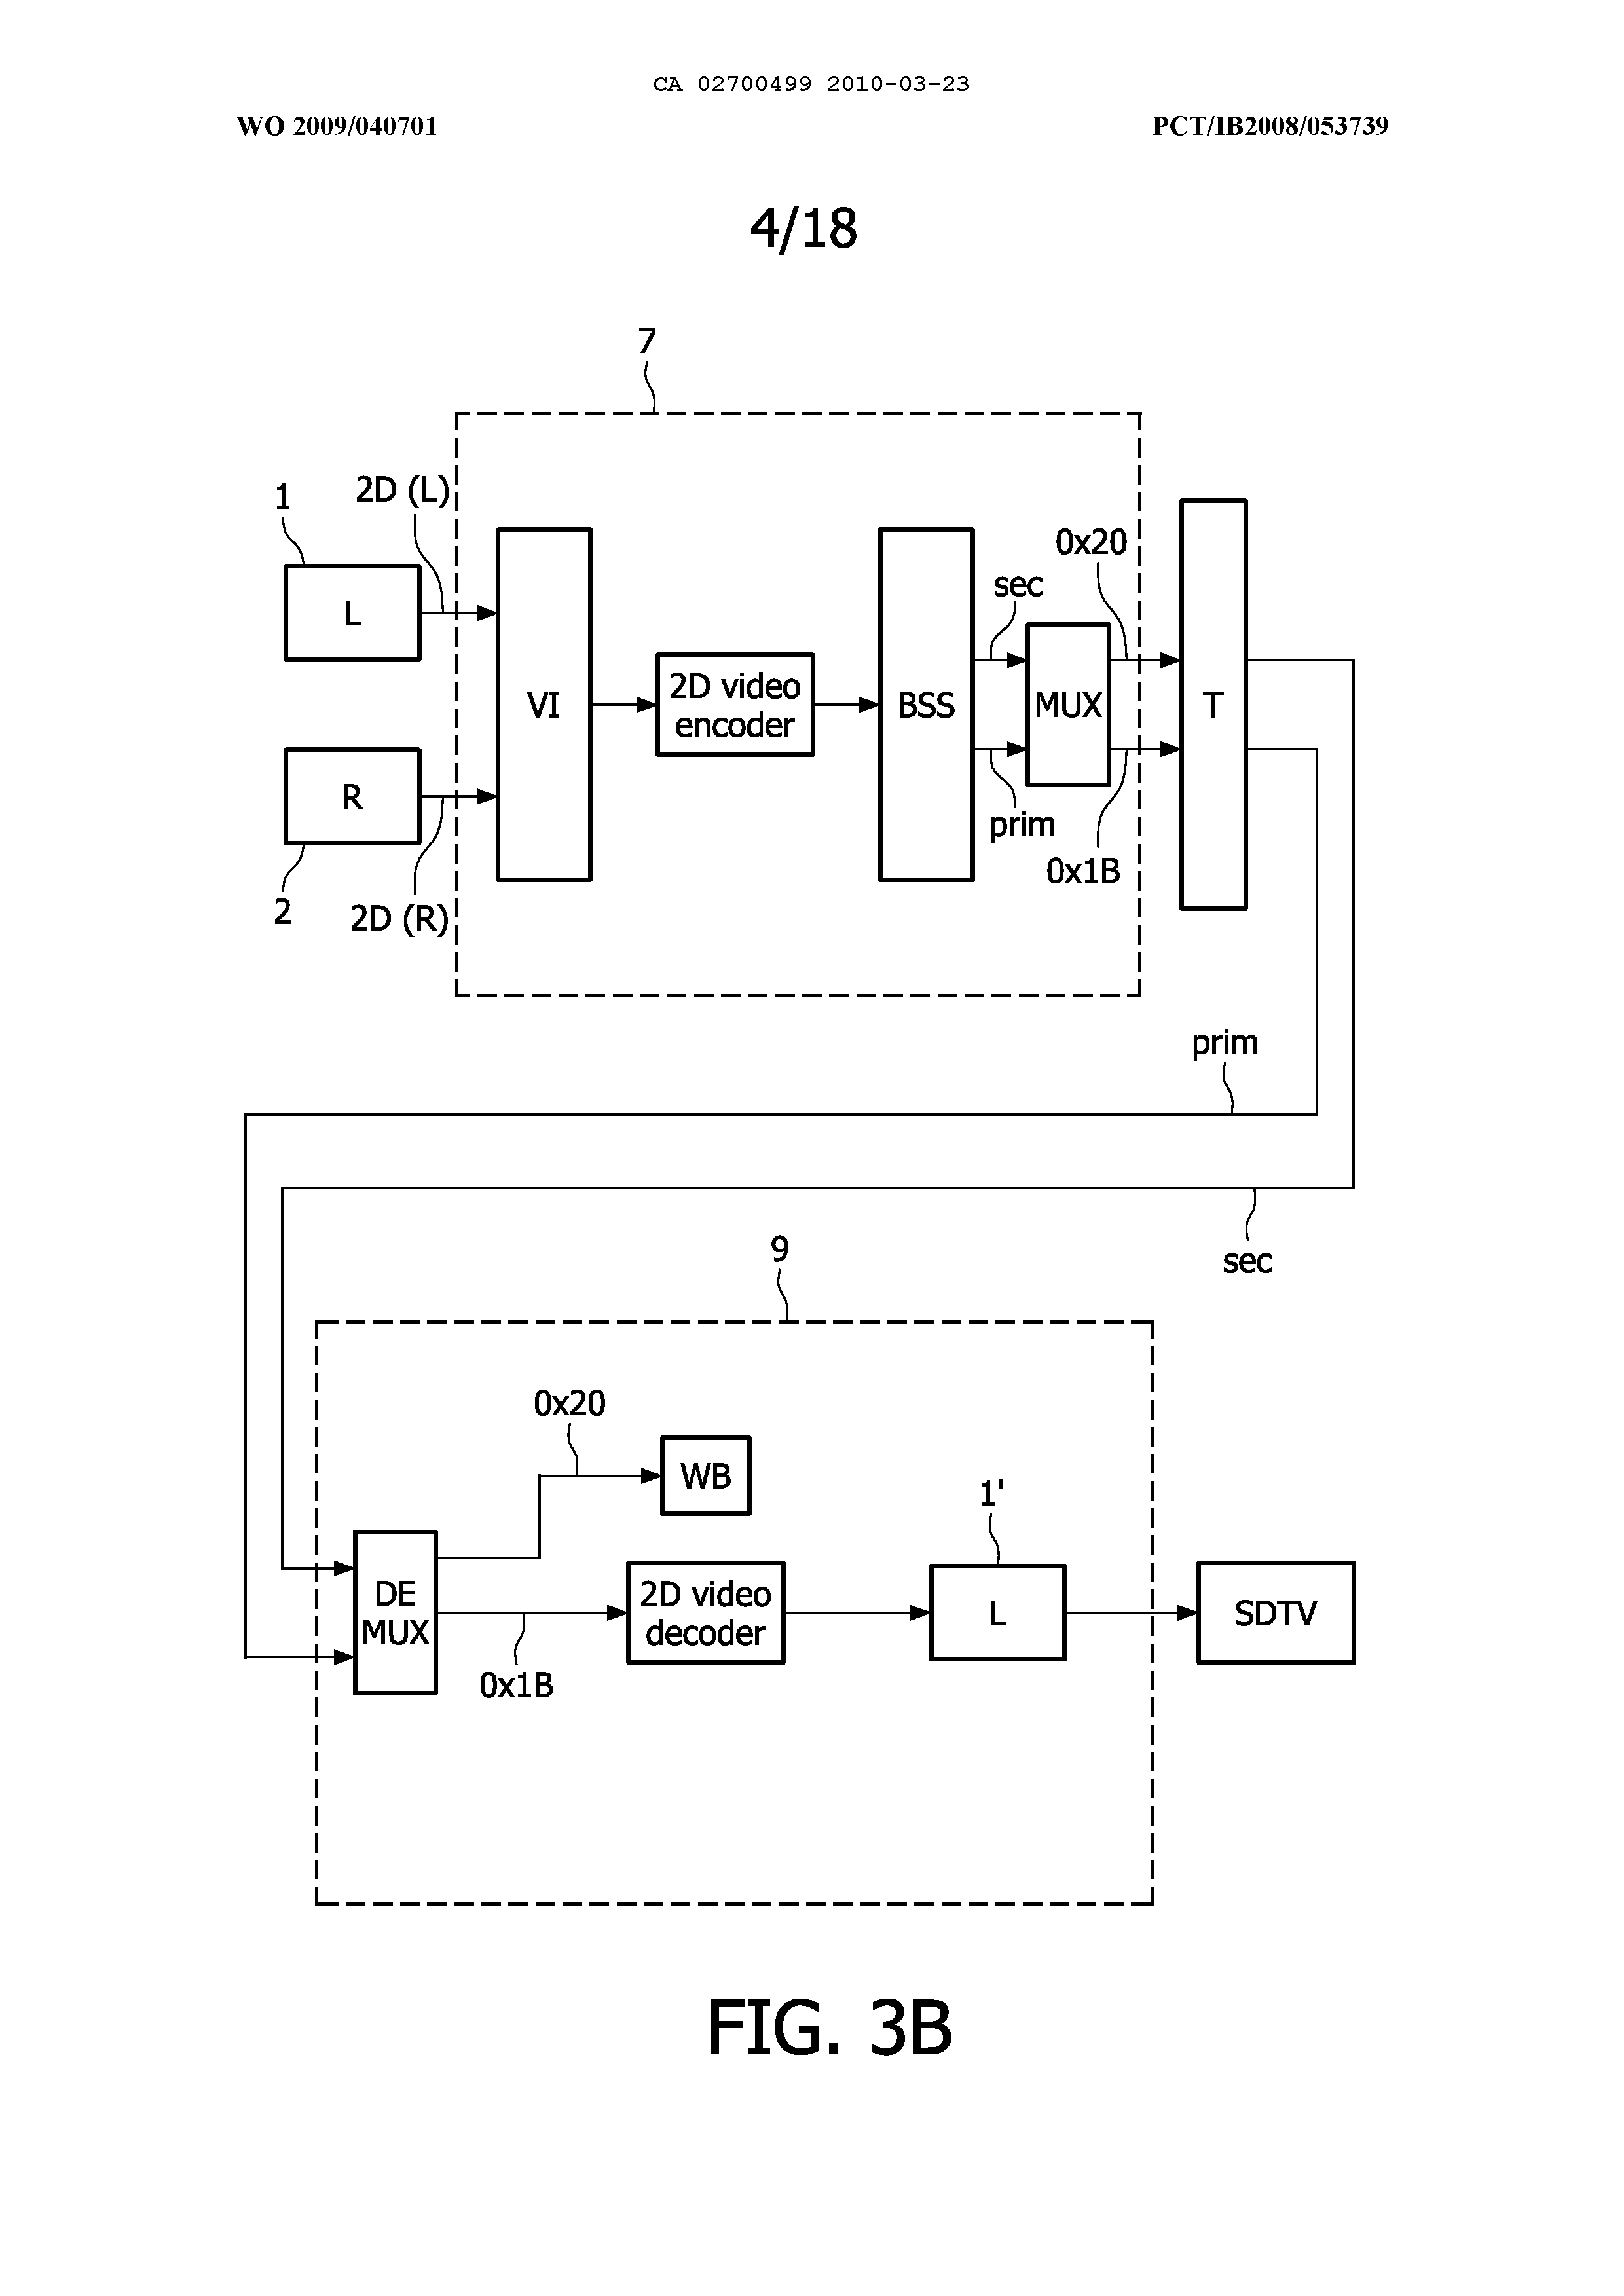 CA 02700499 2010-03-23
WO 2009/040701
PCT/IB2008/053739
4/18
7
1
2D (L)
L
R
2
2D (R)
VI
2D video
encoder
BSS
sec
prim
MUX
0x20
0x1B
T
prim
sec
9
0x20
WB
DE
MUX
0x1B
2D video
decoder
1'
L
SDTV
FIG. 3B